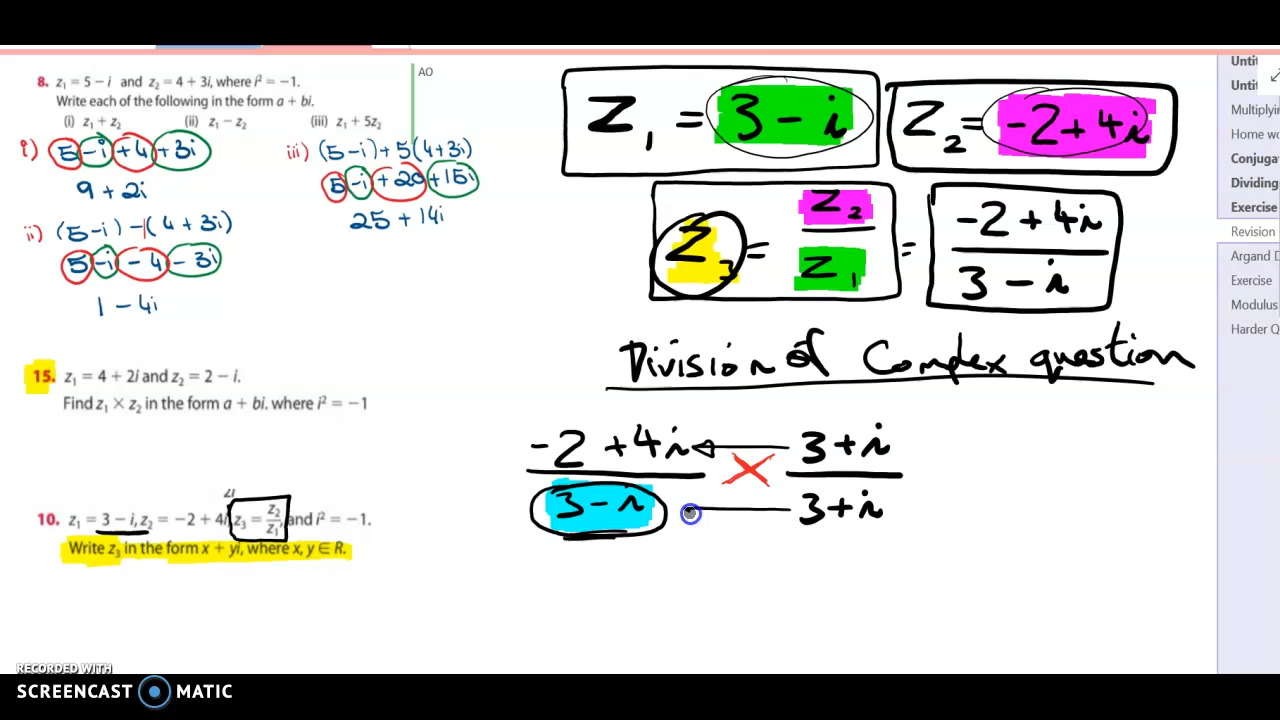 8. z₁ = 5 – i and z₂ = 4 + 3i, where i² = –1.
Write each of the following in the form a + bi.
(i) z₁ + z₂ (ii) z₁ – z₂ (iii) z₁ + 5z₂
i) 5 – i + 4 + 3i
9 + 2i
ii) (5 – i) – 1(4 + 3i)
5 – i – 4 – 3i
1 – 4i
iii) (5 – i) + 5(4 + 3i)
5 – i + 20 + 15i
25 + 14i
AO
15. z₁ = 4 + 2i and z₂ = 2 – i.
Find z₁ × z₂ in the form a + bi, where i² = –1
10. z₁ = 3 – i, z₂ = –2 + 4i, z₃ = z₂/z₁, and i² = –1.
Write z₃ in the form x + yi, where x, y ∈ R.
Z₁ = 3 – i
Z₂ = –2 + 4i
Z₃ = Z₂/Z₁ = (–2 + 4i)/(3 – i)
Division of Complex question
–2 + 4i 3 + i
×
3 – i 3 + i
Untit
Untit
Multiplyin
Home wo
Conjugat
Dividing
Exercise
Revision
Argand D
Exercise
Modulus
Harder Q
RECORDED WITH
SCREENCAST MATIC